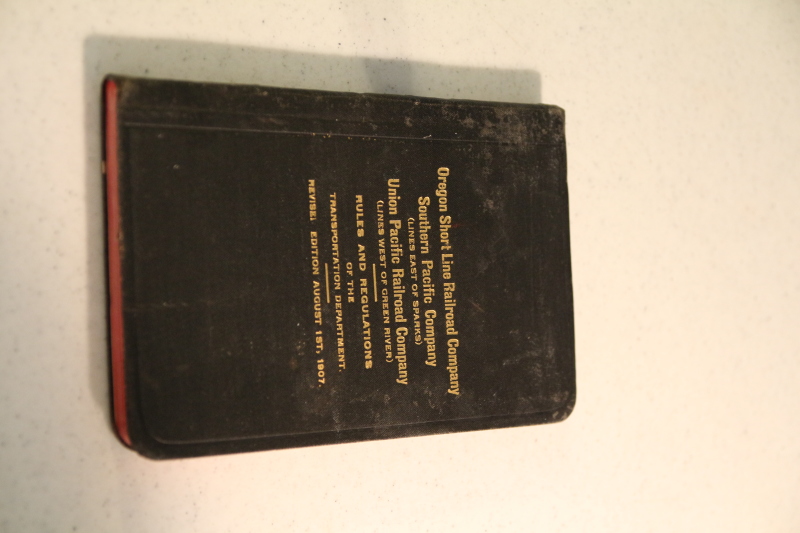 Oregon Short Line Railroad Company
Southern Pacific Company
(LINES EAST OF SPARKS)
Union Pacific Railroad Company
(LINES WEST OF GREEN RIVER)
RULES AND REGULATIONS
OF THE
TRANSPORTATION DEPARTMENT.
REVISED EDITION AUGUST 1ST, 1907.